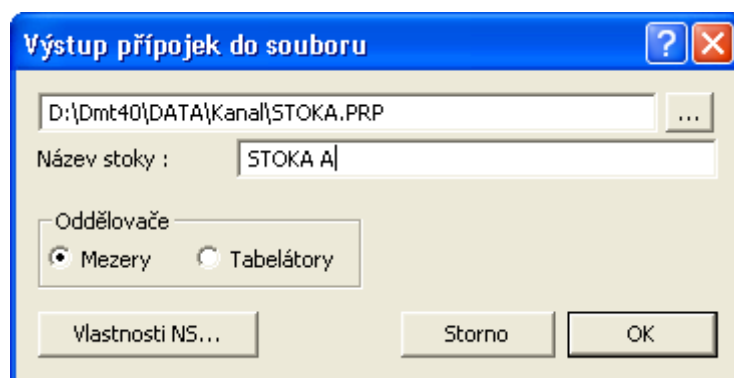 Výstup přípojek do souboru
D:\Dmt40\DATA\Kanal\STOKA.PRP ...
Název stoky : STOKA A
Oddělovače
Mezery Tabelátory
Vlastnosti NS... Storno OK